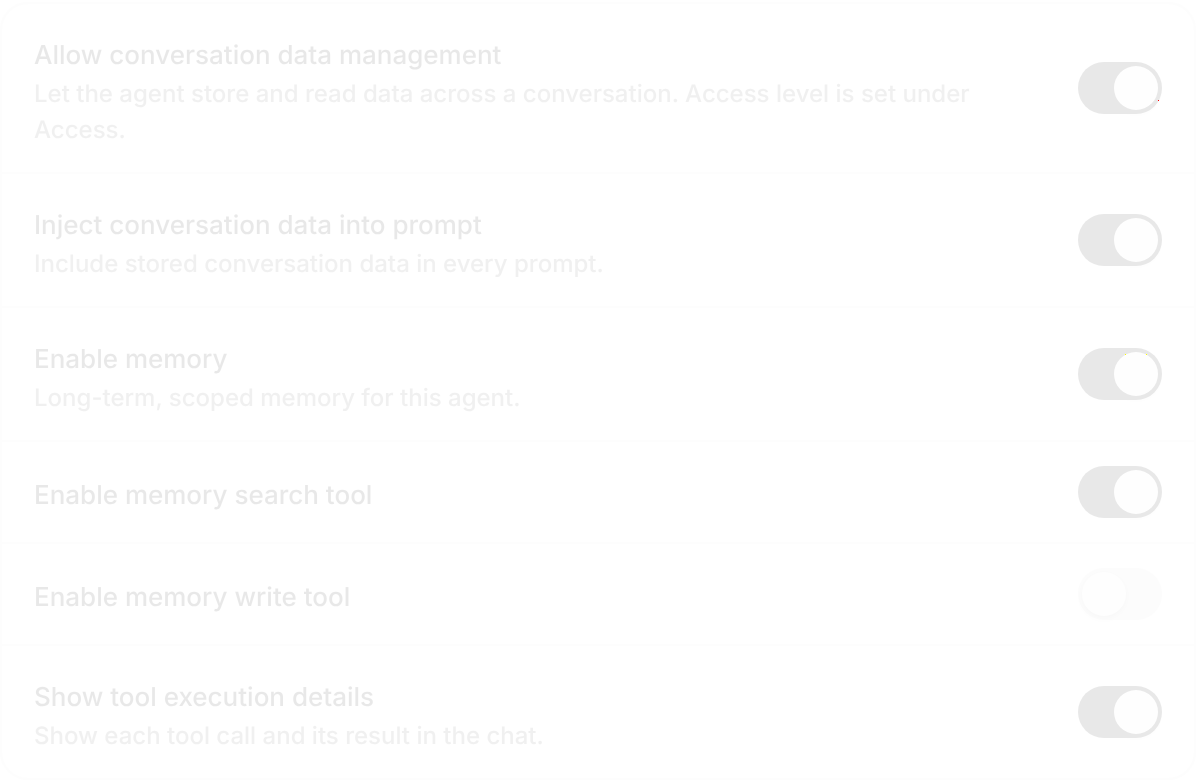 Allow conversation data management
Let the agent store and read data across a conversation. Access level is set under
Access.
Inject conversation data into prompt
Include stored conversation data in every prompt.
Enable memory
Long-term, scoped memory for this agent.
Enable memory search tool
Enable memory write tool
Show tool execution details
Show each tool call and its result in the chat.